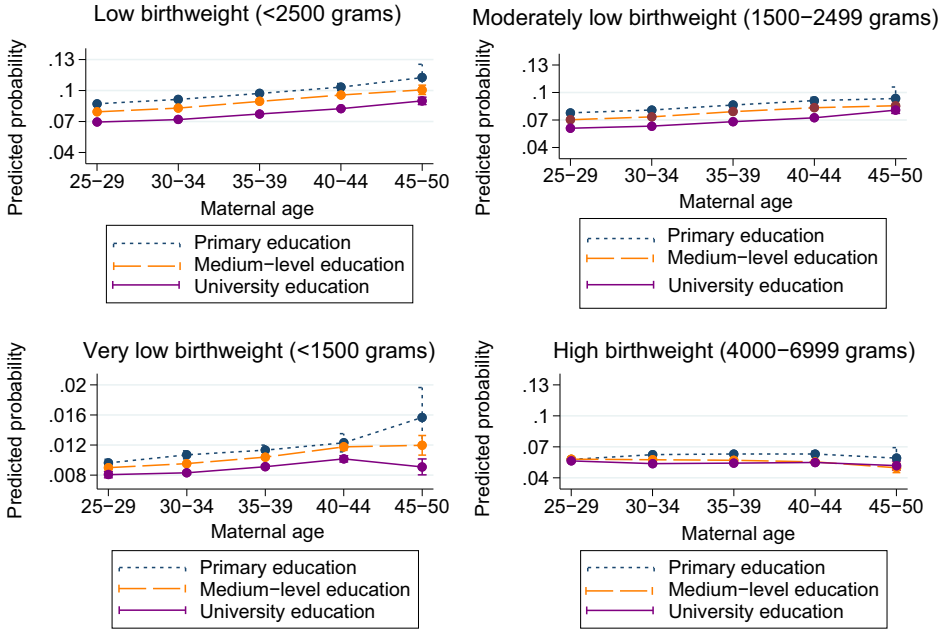 Low birthweight (<2500 grams)
Predicted probability
.13
.1
.07
.04
25−29 30−34 35−39 40−44 45−50
Maternal age
Primary education
Medium−level education
University education
Moderately low birthweight (1500−2499 grams)
Predicted probability
.13
.1
.07
.04
25−29 30−34 35−39 40−44 45−50
Maternal age
Primary education
Medium−level education
University education
Very low birthweight (<1500 grams)
Predicted probability
.02
.016
.012
.008
25−29 30−34 35−39 40−44 45−50
Maternal age
Primary education
Medium−level education
University education
High birthweight (4000−6999 grams)
Predicted probability
.13
.1
.07
.04
25−29 30−34 35−39 40−44 45−50
Maternal age
Primary education
Medium−level education
University education